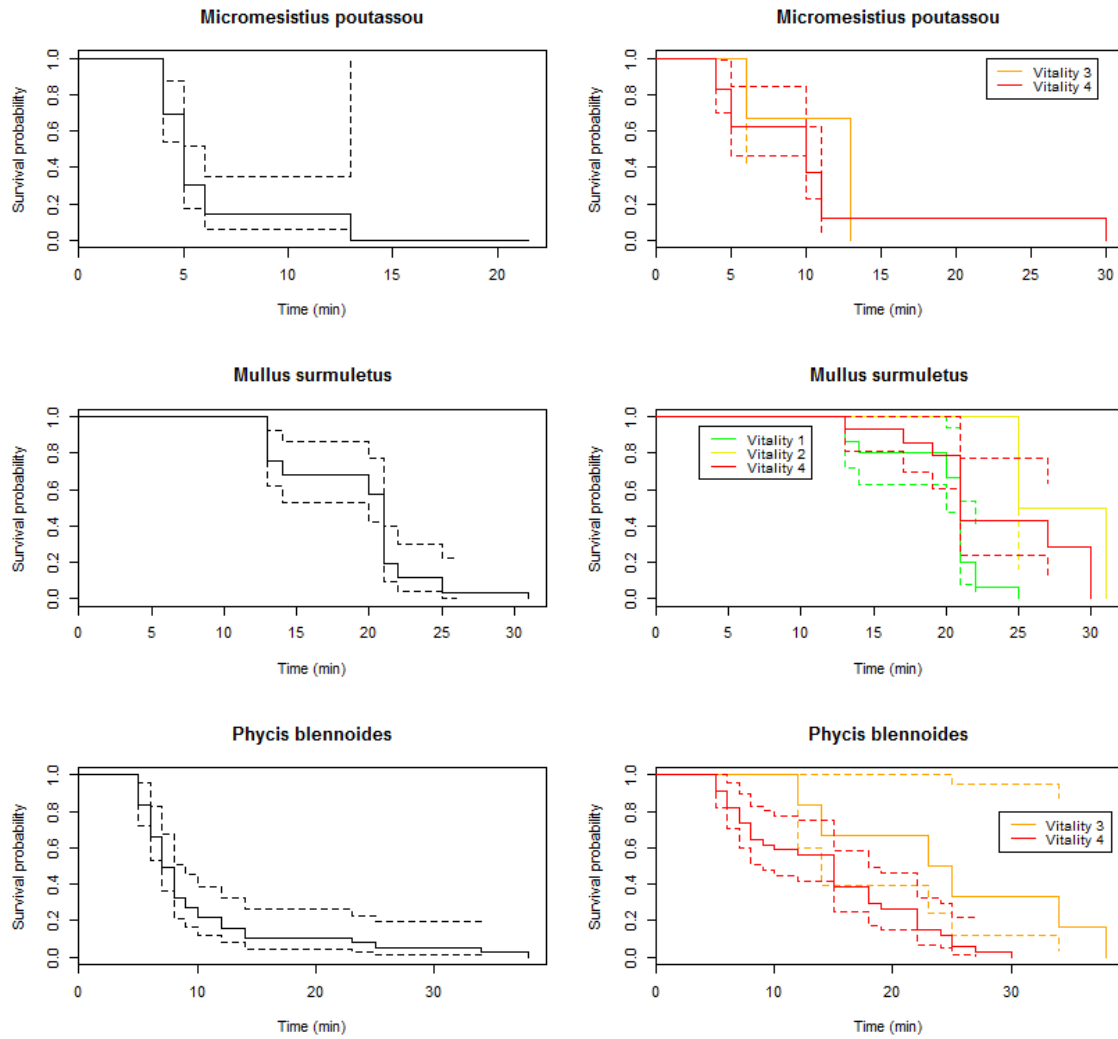 Micromesistius poutassou
Survival probability
0.0 0.2 0.4 0.6 0.8 1.0
0 5 10 15 20
Time (min)
Micromesistius poutassou
Survival probability
0.0 0.2 0.4 0.6 0.8 1.0
Vitality 3
Vitality 4
0 5 10 15 20 25 30
Time (min)
Mullus surmuletus
Survival probability
0.0 0.2 0.4 0.6 0.8 1.0
0 5 10 15 20 25 30
Time (min)
Mullus surmuletus
Survival probability
0.0 0.2 0.4 0.6 0.8 1.0
Vitality 1
Vitality 2
Vitality 4
0 5 10 15 20 25 30
Time (min)
Phycis blennoides
Survival probability
0.0 0.2 0.4 0.6 0.8 1.0
0 10 20 30
Time (min)
Phycis blennoides
Survival probability
0.0 0.2 0.4 0.6 0.8 1.0
Vitality 3
Vitality 4
0 10 20 30
Time (min)